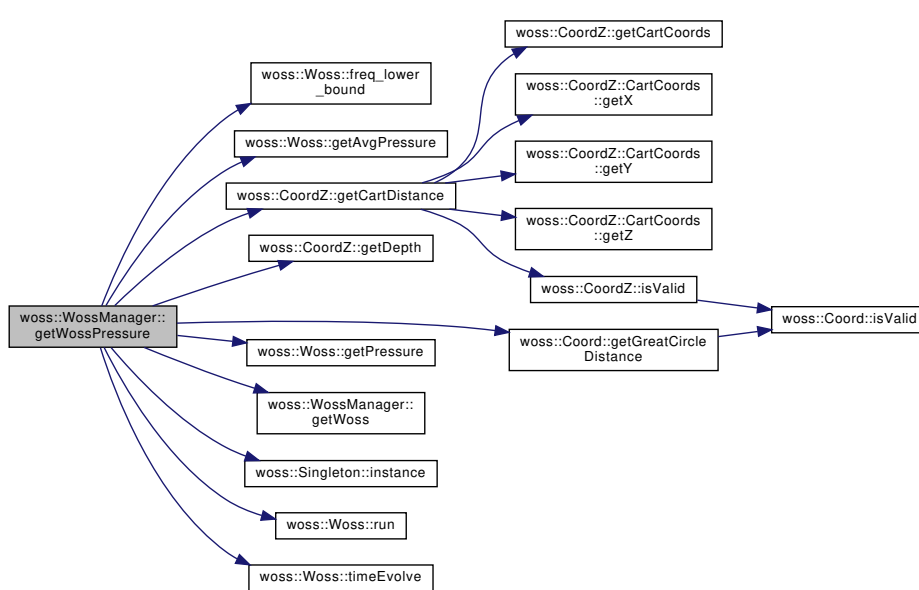 woss::WossManager::
getWossPressure
woss::Woss::freq_lower
_bound
woss::Woss::getAvgPressure
woss::CoordZ::getCartDistance
woss::CoordZ::getDepth
woss::Coord::getGreatCircle
Distance
woss::Woss::getPressure
woss::WossManager::
getWoss
woss::Singleton::instance
woss::Woss::run
woss::Woss::timeEvolve
woss::CoordZ::getCartCoords
woss::CoordZ::CartCoords
::getX
woss::CoordZ::CartCoords
::getY
woss::CoordZ::CartCoords
::getZ
woss::CoordZ::isValid
woss::Coord::isValid